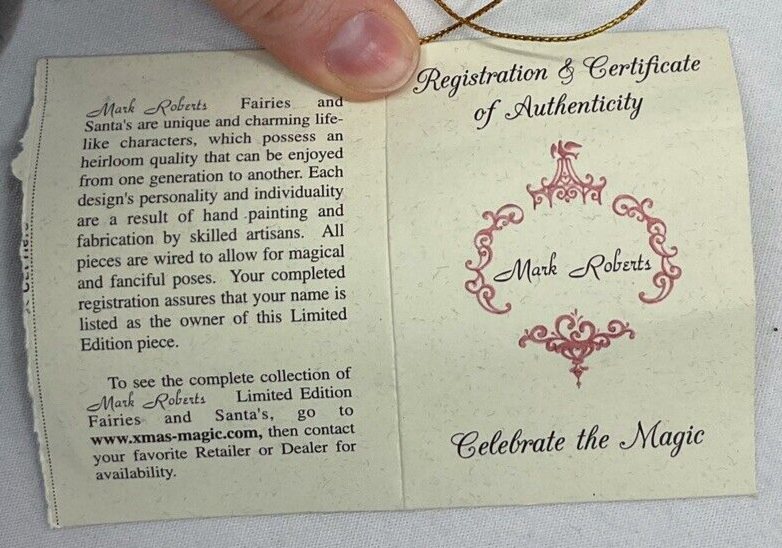 Mark Roberts Fairies and
Santa's are unique and charming life-
like characters, which possess an
heirloom quality that can be enjoyed
from one generation to another. Each
design's personality and individuality
are a result of hand painting and
fabrication by skilled artisans. All
pieces are wired to allow for magical
and fanciful poses. Your completed
registration assures that your name is
listed as the owner of this Limited
Edition piece.
To see the complete collection of
Mark Roberts Limited Edition
Fairies and Santa's, go to
www.xmas-magic.com, then contact
your favorite Retailer or Dealer for
availability.
Registration & Certificate
of Authenticity
Mark Roberts
Celebrate the Magic